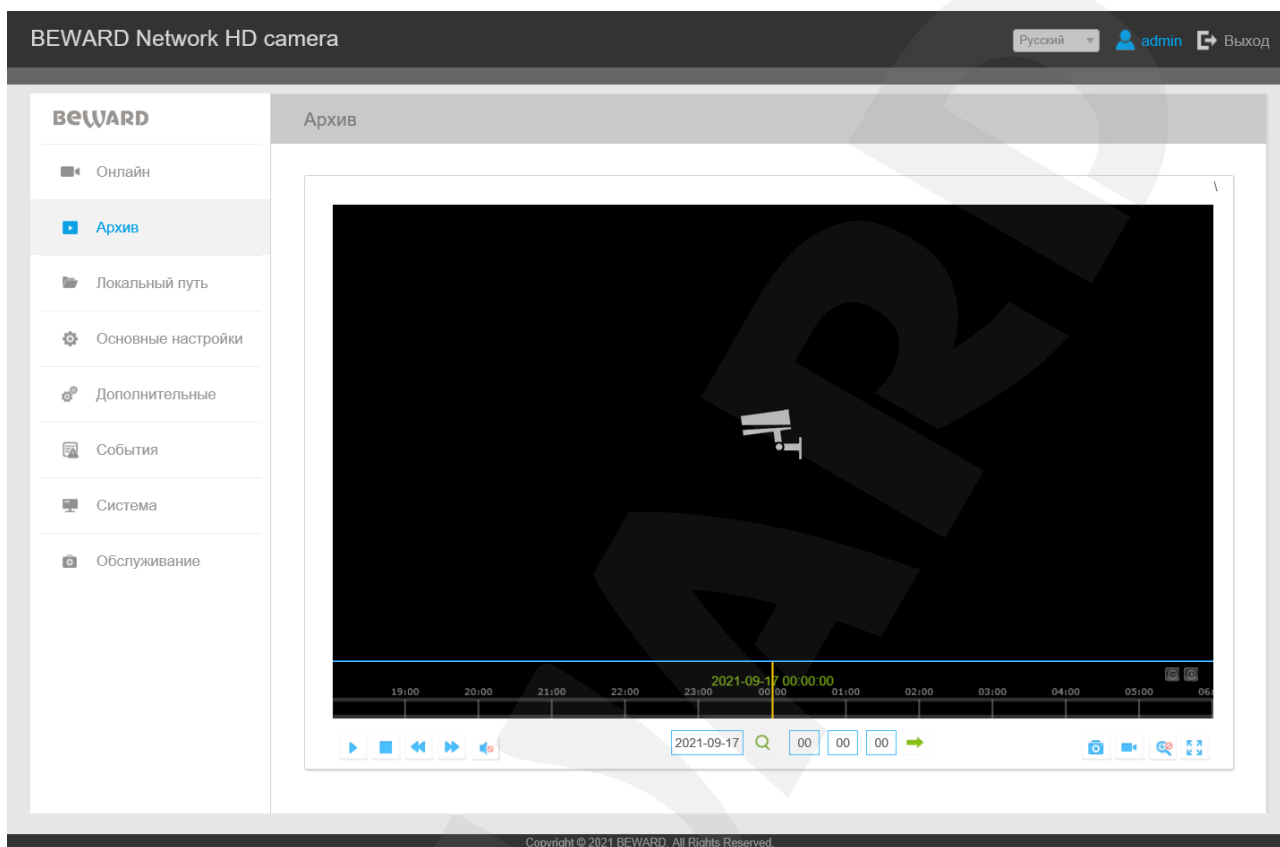 BEWARD Network HD camera
Русский admin Выход
BEWARD
Архив
Онлайн
Архив
Локальный путь
Основные настройки
Дополнительные
События
Система
Обслуживание
\
2021-09-17 00:00:00
19:00 20:00 21:00 22:00 23:00 00:00 01:00 02:00 03:00 04:00 05:00 06:
2021-09-17 00 00 00
Copyright © 2021 BEWARD. All Rights Reserved.